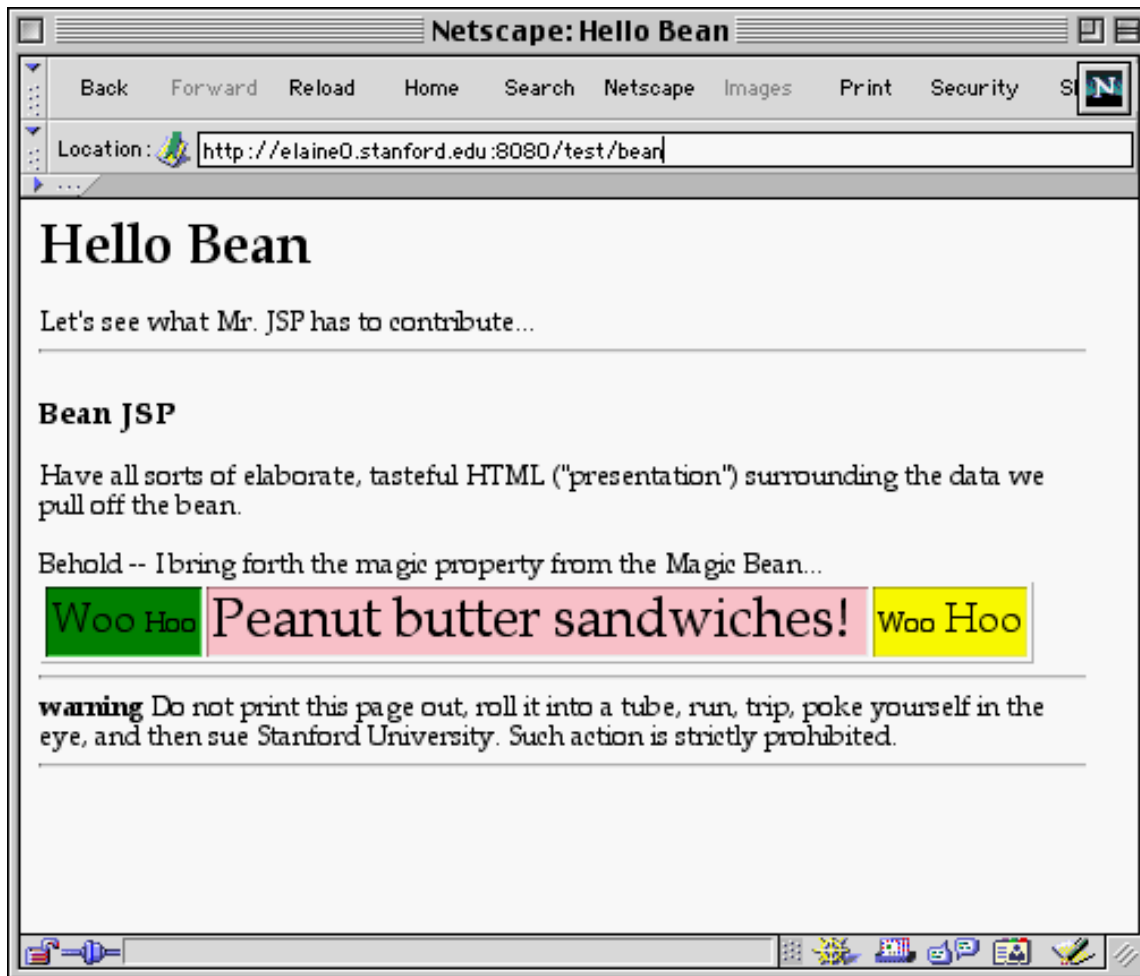 Netscape: Hello Bean
Back Forward Reload Home Search Netscape Images Print Security
N
Location: http://elaine0.stanford.edu:8080/test/bean
...
Hello Bean
Let's see what Mr. JSP has to contribute...
Bean JSP
Have all sorts of elaborate, tasteful HTML ("presentation") surrounding the data we
pull off the bean.
Behold -- I bring forth the magic property from the Magic Bean...
Woo Hoo Peanut butter sandwiches! Woo Hoo
warning Do not print this page out, roll it into a tube, run, trip, poke yourself in the
eye, and then sue Stanford University. Such action is strictly prohibited.